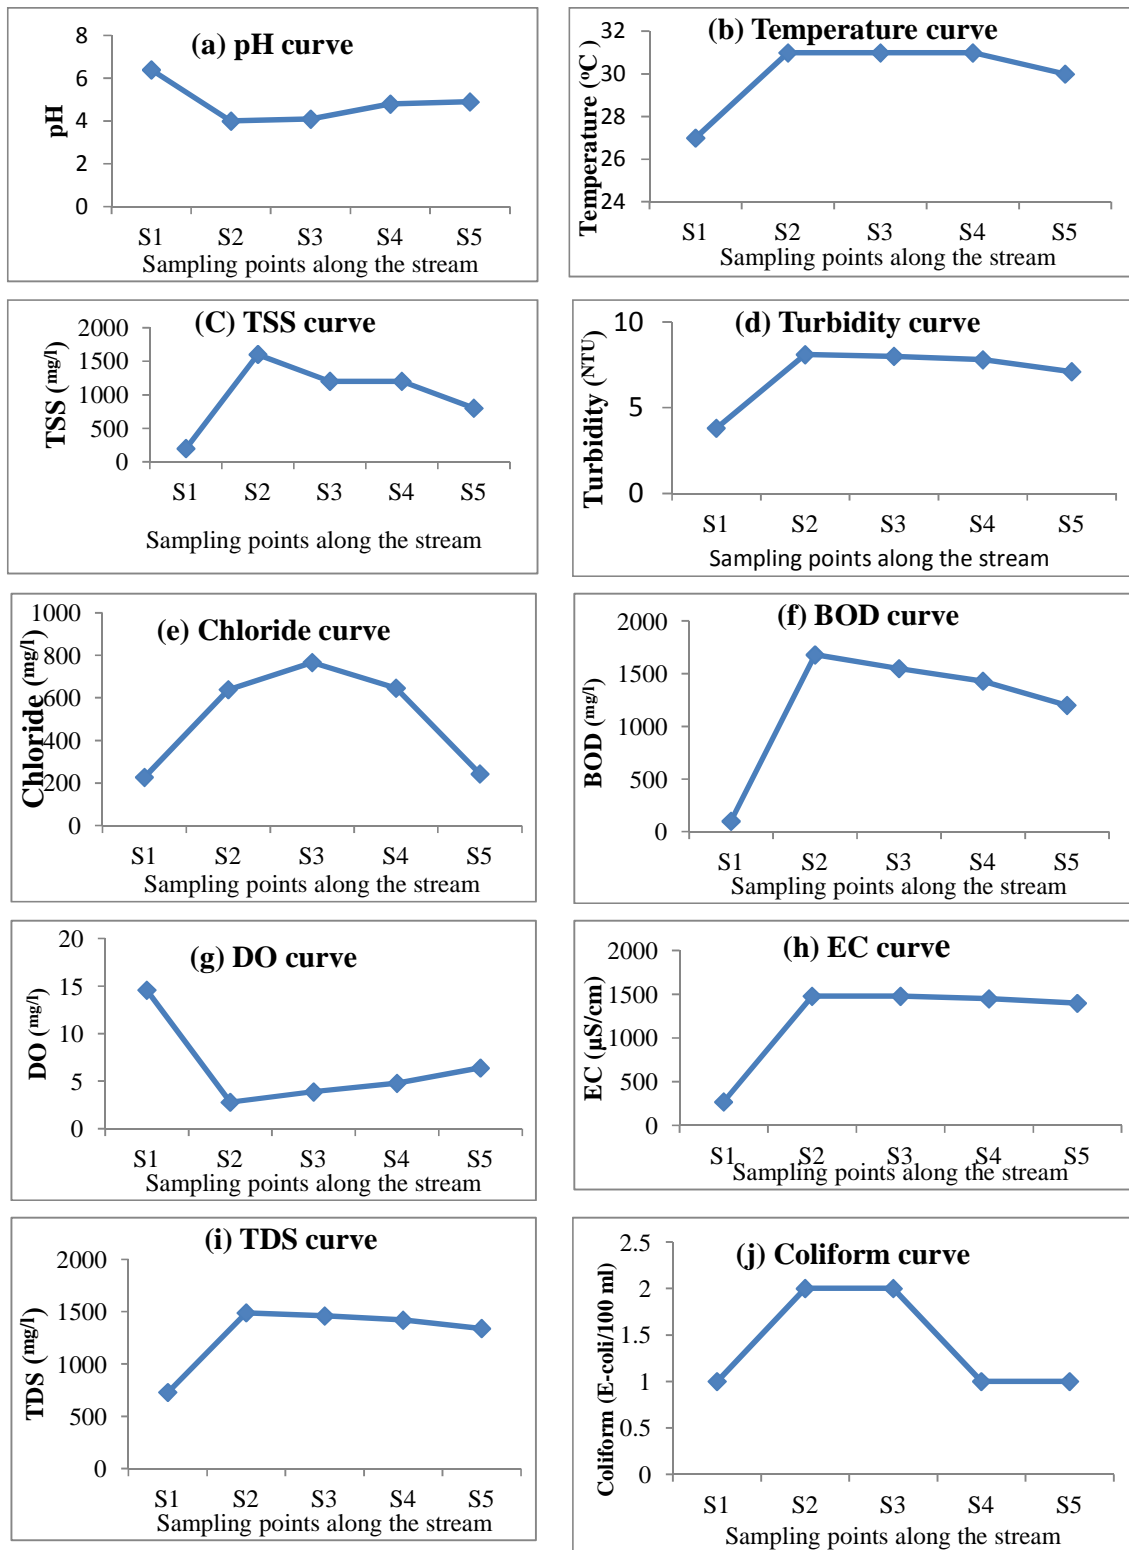 (a) pH curve
8
6
4
2
0
pH
S1 S2 S3 S4 S5
Sampling points along the stream
(b) Temperature curve
32
30
28
26
24
Temperature (°C )
S1 S2 S3 S4 S5
Sampling points along the stream
(C) TSS curve
2000
1500
1000
500
0
TSS (mg/l)
S1 S2 S3 S4 S5
Sampling points along the stream
(d) Turbidity curve
10
5
0
Turbidity (NTU)
S1 S2 S3 S4 S5
Sampling points along the stream
(e) Chloride curve
1000
800
600
400
200
0
Chloride (mg/l)
S1 S2 S3 S4 S5
Sampling points along the stream
(f) BOD curve
2000
1500
1000
500
0
BOD (mg/l)
S1 S2 S3 S4 S5
Sampling points along the stream
(g) DO curve
20
15
10
5
0
DO (mg/l)
S1 S2 S3 S4 S5
Sampling points along the stream
(h) EC curve
2000
1500
1000
500
0
EC (µS/cm)
S1 S2 S3 S4 S5
Sampling points along the stream
(i) TDS curve
2000
1500
1000
500
0
TDS (mg/l)
S1 S2 S3 S4 S5
Sampling points along the stream
(j) Coliform curve
2.5
2
1.5
1
0.5
0
Coliform (E-coli/100 ml)
S1 S2 S3 S4 S5
Sampling points along the stream